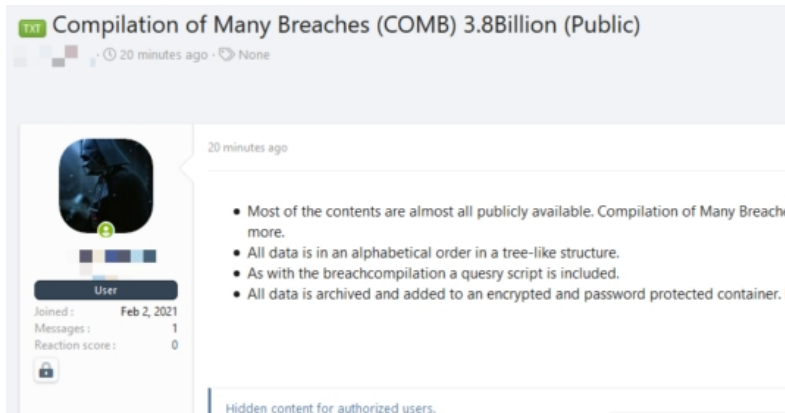 TXT Compilation of Many Breaches (COMB) 3.8Billion (Public)
· 20 minutes ago · None
20 minutes ago
• Most of the contents are almost all publicly available. Compilation of Many
more.
• All data is in an alphabetical order in a tree-like structure.
• As with the breachcompilation a quesry script is included.
• All data is archived and added to an encrypted and password protected container.
User
Joined : Feb 2, 2021
Messages : 1
Reaction score : 0
Hidden content for authorized users.